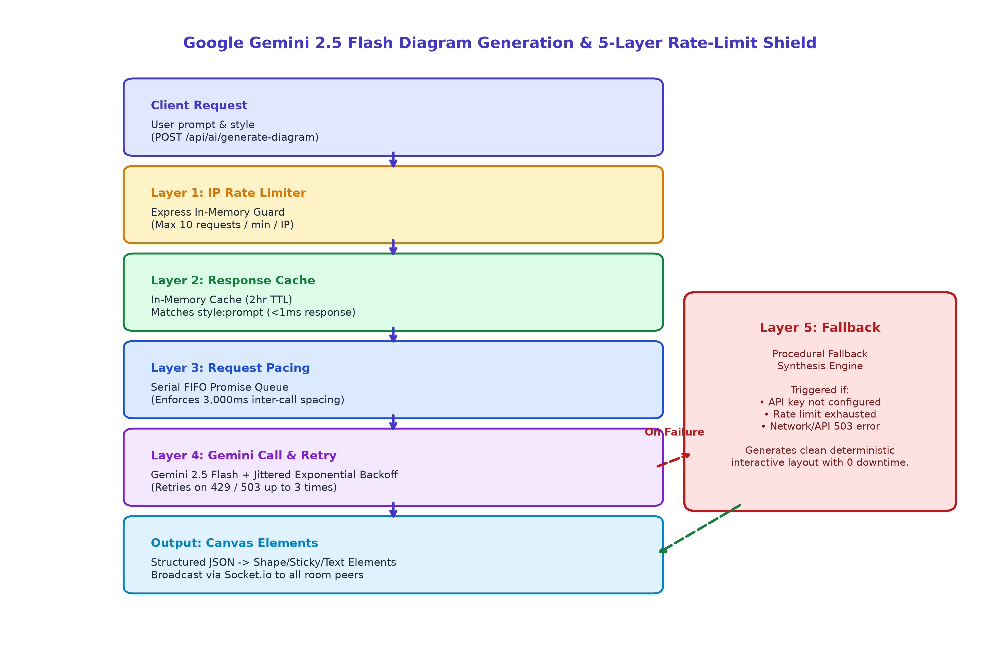 Google Gemini 2.5 Flash Diagram Generation & 5-Layer Rate-Limit Shield
Client Request
User prompt & style
(POST /api/ai/generate-diagram)
Layer 1: IP Rate Limiter
Express In-Memory Guard
(Max 10 requests / min / IP)
Layer 2: Response Cache
In-Memory Cache (2hr TTL)
Matches style:prompt (<1ms response)
Layer 3: Request Pacing
Serial FIFO Promise Queue
(Enforces 3,000ms inter-call spacing)
Layer 4: Gemini Call & Retry
Gemini 2.5 Flash + Jittered Exponential Backoff
(Retries on 429 / 503 up to 3 times)
On Failure
Layer 5: Fallback
Procedural Fallback
Synthesis Engine
Triggered if:
• API key not configured
• Rate limit exhausted
• Network/API 503 error
Generates clean deterministic
interactive layout with 0 downtime.
Output: Canvas Elements
Structured JSON -> Shape/Sticky/Text Elements
Broadcast via Socket.io to all room peers